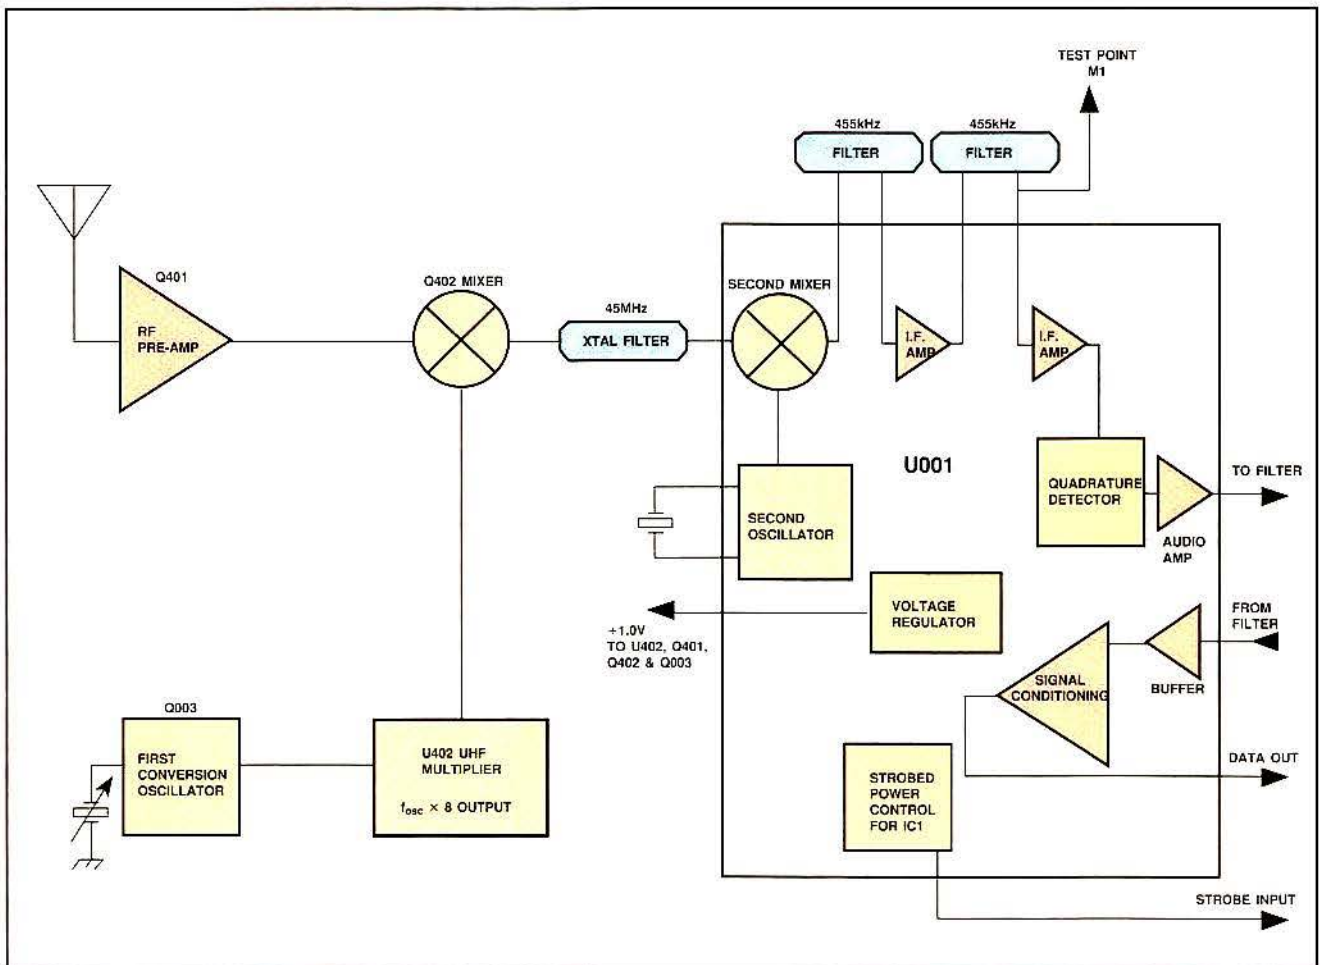 TEST POINT
M1
455kHz
FILTER
455kHz
FILTER
Q401
RF
PRE-AMP
Q402 MIXER
45MHz
XTAL FILTER
SECOND MIXER
I.F.
AMP
I.F.
AMP
U001
SECOND
OSCILLATOR
QUADRATURE
DETECTOR
TO FILTER
AUDIO
AMP
VOLTAGE
REGULATOR
+1.0V
TO U402, Q401,
Q402 & Q003
FROM
FILTER
BUFFER
SIGNAL
CONDITIONING
Q003
FIRST
CONVERSION
OSCILLATOR
U402 UHF
MULTIPLIER
fosc × 8 OUTPUT
STROBED
POWER
CONTROL
FOR IC1
DATA OUT
STROBE INPUT